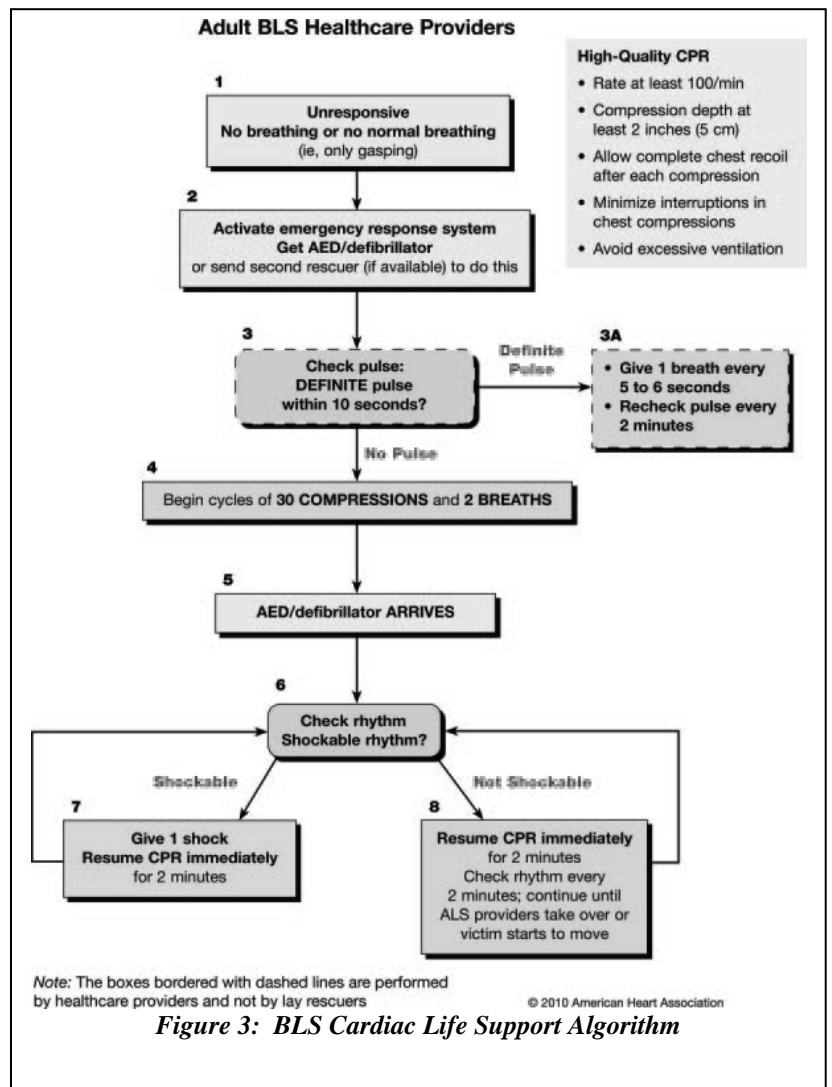 Adult BLS Healthcare Providers
High-Quality CPR
• Rate at least 100/min
• Compression depth at
least 2 inches (5 cm)
• Allow complete chest recoil
after each compression
• Minimize interruptions in
chest compressions
• Avoid excessive ventilation
1
Unresponsive
No breathing or no normal breathing
(ie, only gasping)
2
Activate emergency response system
Get AED/defibrillator
or send second rescuer (if available) to do this
3
Check pulse:
DEFINITE pulse
within 10 seconds?
Definite
Pulse
3A
• Give 1 breath every
5 to 6 seconds
• Recheck pulse every
2 minutes
No Pulse
4
Begin cycles of 30 COMPRESSIONS and 2 BREATHS
5
AED/defibrillator ARRIVES
6
Check rhythm
Shockable rhythm?
Shockable
Not Shockable
7
Give 1 shock
Resume CPR immediately
for 2 minutes
8
Resume CPR immediately
for 2 minutes
Check rhythm every
2 minutes; continue until
ALS providers take over or
victim starts to move
Note: The boxes bordered with dashed lines are performed
by healthcare providers and not by lay rescuers
© 2010 American Heart Association
Figure 3: BLS Cardiac Life Support Algorithm